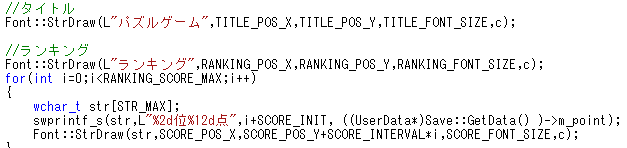 //タイトル
Font::StrDraw(L"パズルゲーム",TITLE_POS_X,TITLE_POS_Y,TITLE_FONT_SIZE,c);
//ランキング
Font::StrDraw(L"ランキング",RANKING_POS_X,RANKING_POS_Y,RANKING_FONT_SIZE,c);
for(int i=0;i<RANKING_SCORE_MAX;i++)
{
wchar_t str[STR_MAX];
swprintf_s(str,L"%2d位%12d点",i+SCORE_INIT, ((UserData*)Save::GetData() )->m_point);
Font::StrDraw(str,SCORE_POS_X,SCORE_POS_Y+SCORE_INTERVAL*i,SCORE_FONT_SIZE,c);
}